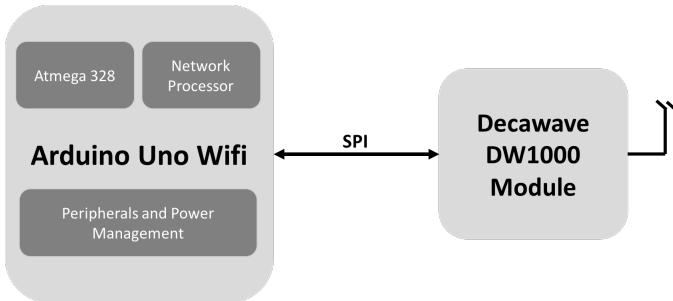 Atmega 328
Network
Processor
Arduino Uno Wifi
Peripherals and Power
Management
SPI
Decawave
DW1000
Module